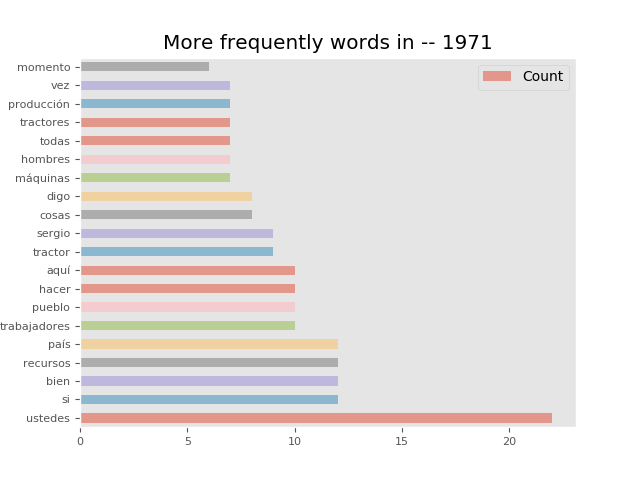 More frequently words in -- 1971
Count
momento
vez
producción
tractores
todas
hombres
máquinas
digo
cosas
sergio
tractor
aquí
hacer
pueblo
trabajadores
país
recursos
bien
si
ustedes
0 5 10 15 20